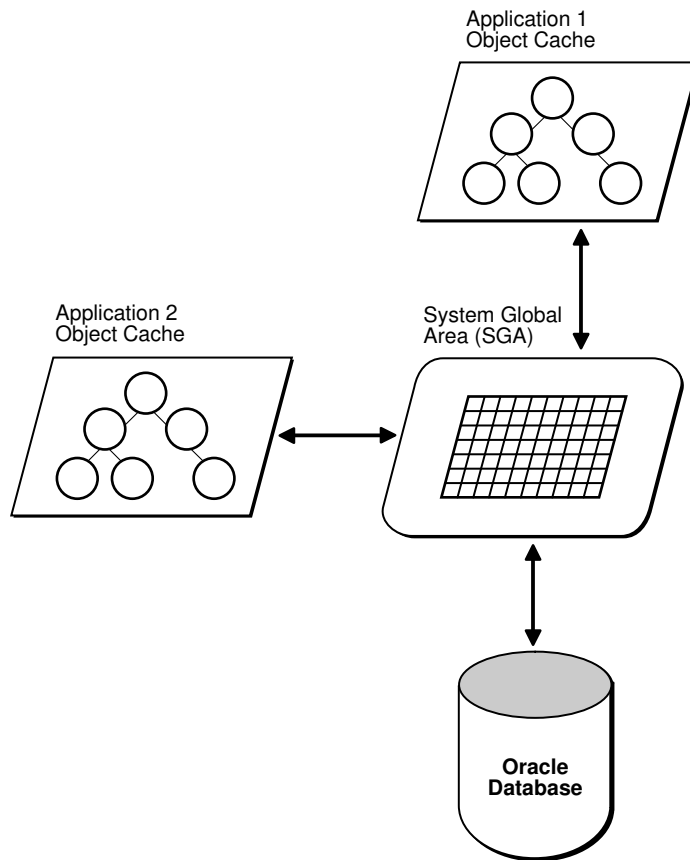 Application 1
Object Cache
Application 2
Object Cache
System Global
Area (SGA)
Oracle
Database